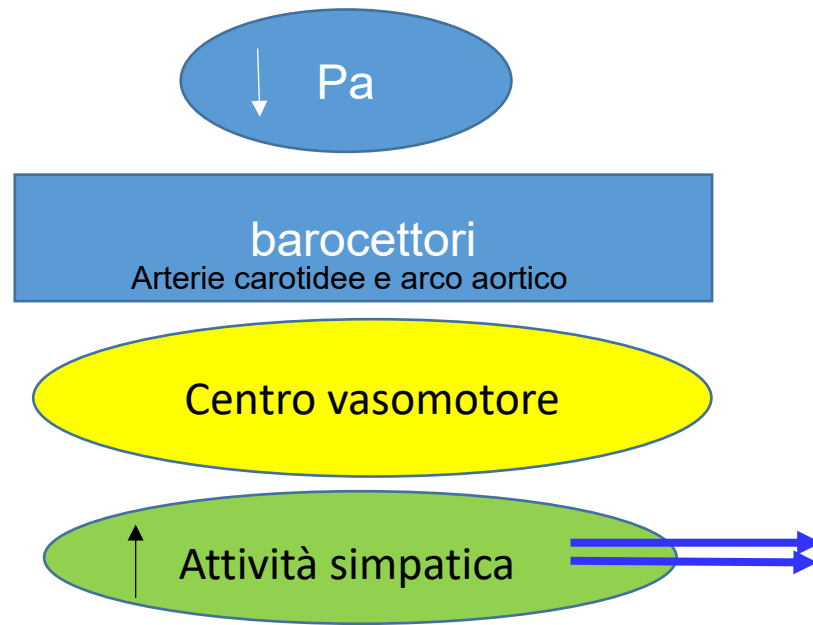 Pa
barocettori
Arterie carotidee e arco aortico
Centro vasomotore
Attività simpatica